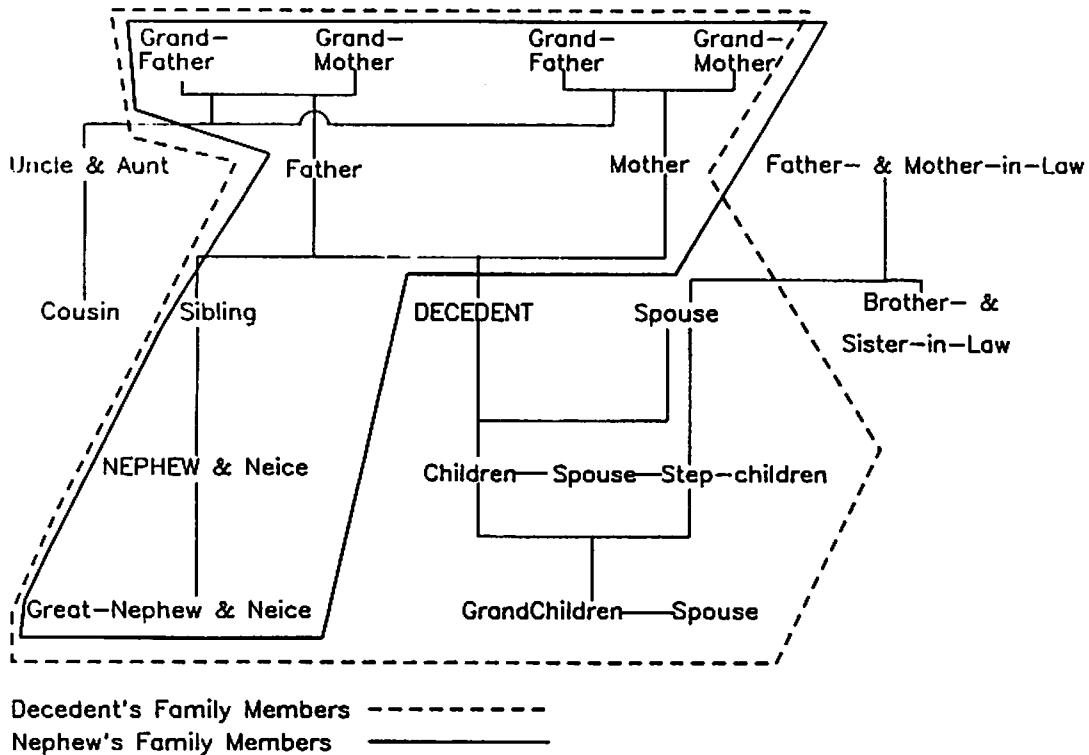 Grand- Grand- Grand- Grand-
Father Mother Father Mother
Uncle & Aunt Father Mother Father- & Mother-in-Law
Cousin Sibling DECEDENT Spouse Brother- &
Sister-in-Law
NEPHEW & Neice Children Spouse Step-children
Great-Nephew & Neice GrandChildren Spouse
Decedent's Family Members
Nephew's Family Members